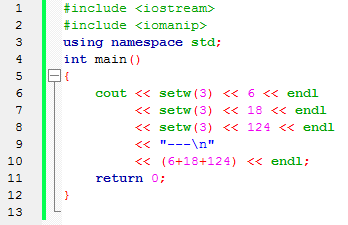 1 #include <iostream>
2 #include <iomanip>
3 using namespace std;
4 int main()
5 {
6     cout << setw(3) << 6 << endl
7          << setw(3) << 18 << endl
8          << setw(3) << 124 << endl
9          << "---\n"
10         << (6+18+124) << endl;
11    return 0;
12 }
13